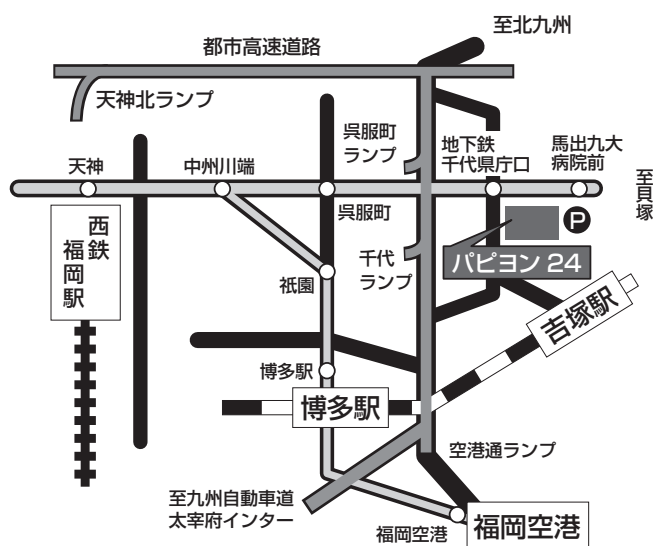 至北九州
都市高速道路
天神北ランプ
呉服町
ランプ
地下鉄
千代県庁口
馬出九大
病院前
天神
中州川端
至貝塚
呉服町
P
西鉄
福岡駅
千代
ランプ
パピヨン 24
祇園
吉塚駅
博多駅
博多駅
空港通ランプ
至九州自動車道
太宰府インター
福岡空港
福岡空港